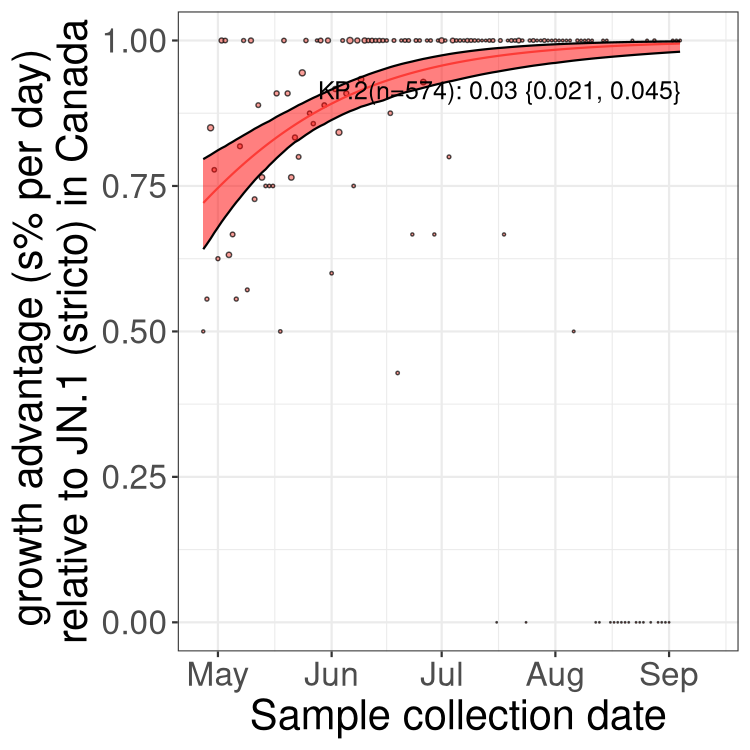 growth advantage (s% per day)
relative to JN.1 (stricto) in Canada
1.00
0.75
0.50
0.25
0.00
KP.2(n=574): 0.03 {0.021, 0.045}
May Jun Jul Aug Sep
Sample collection date